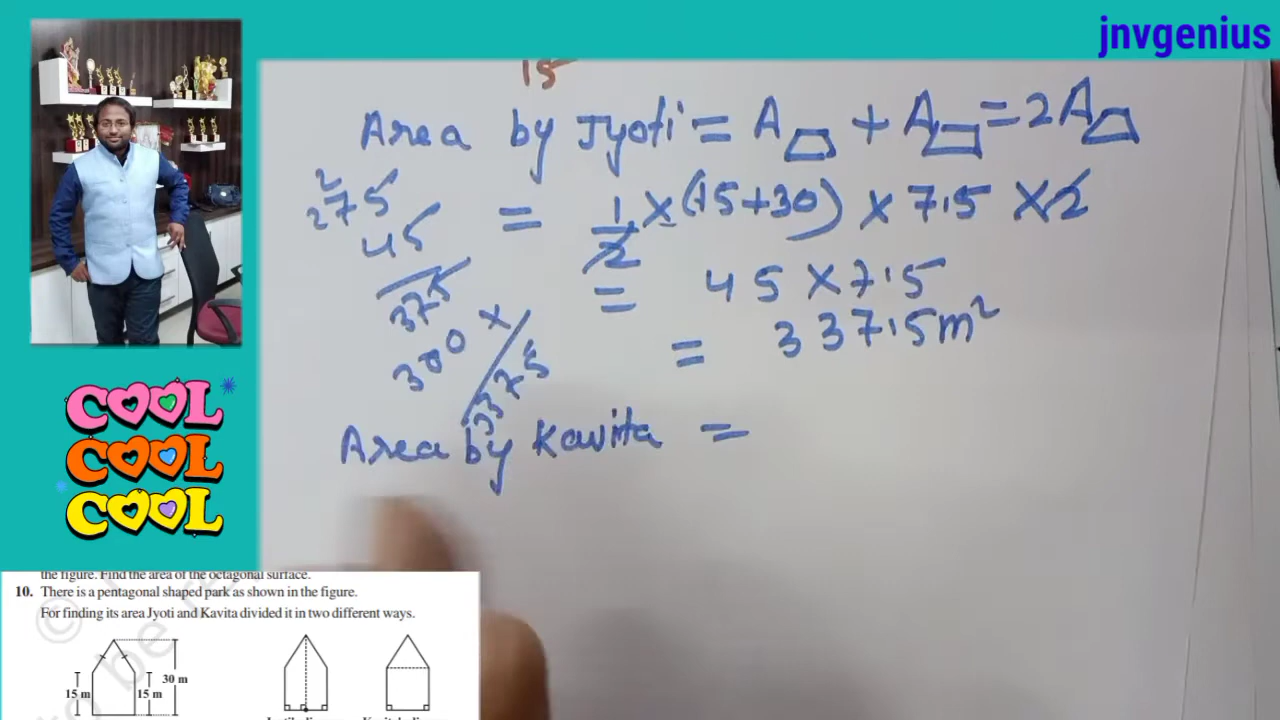 jnvgenius
15
Area by Jyoti = A + A = 2A
= 1/2 × (15+30) × 7.5 × 2
= 45 × 7.5
= 337.5m²
275
45
375
300×
3375
Area by Kavita =
COOL
COOL
COOL
the figure. Find the area of the octagonal surface.
10. There is a pentagonal shaped park as shown in the figure.
For finding its area Jyoti and Kavita divided it in two different ways.
30 m
15 m
15 m